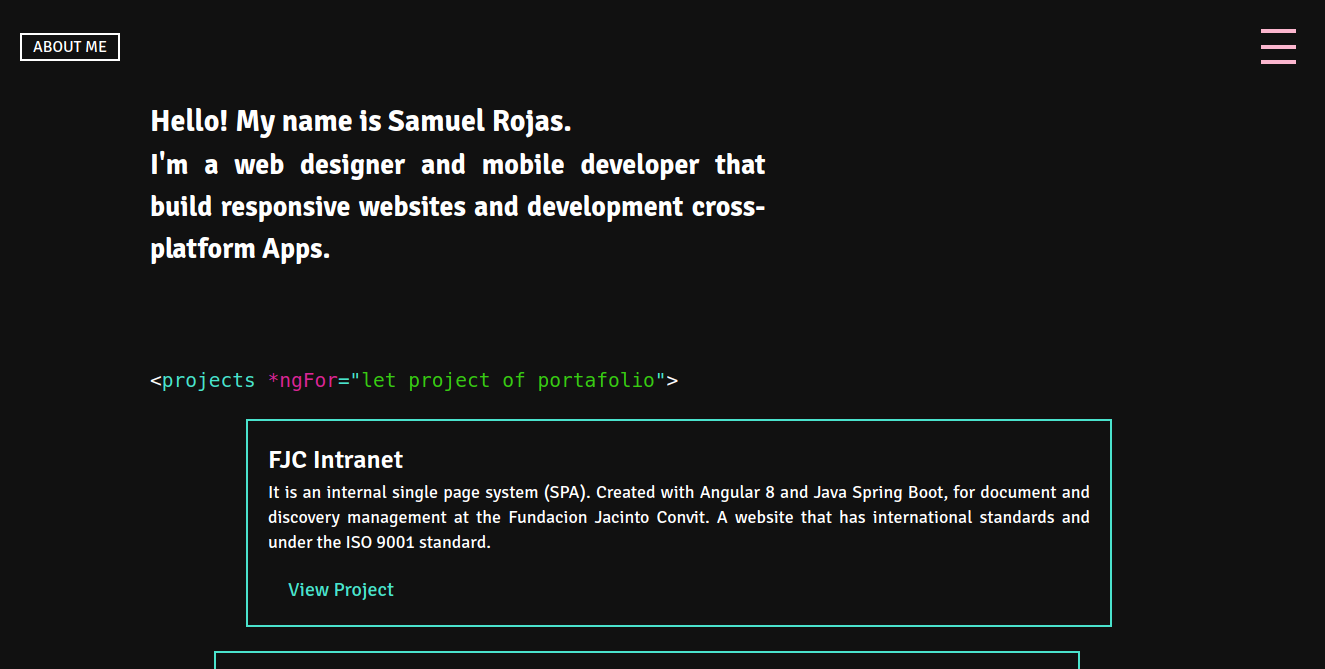 ABOUT ME
Hello! My name is Samuel Rojas.
I'm a web designer and mobile developer that
build responsive websites and development cross-
platform Apps.
<projects *ngFor="let project of portafolio">
FJC Intranet
It is an internal single page system (SPA). Created with Angular 8 and Java Spring Boot, for document and
discovery management at the Fundacion Jacinto Convit. A website that has international standards and
under the ISO 9001 standard.
View Project